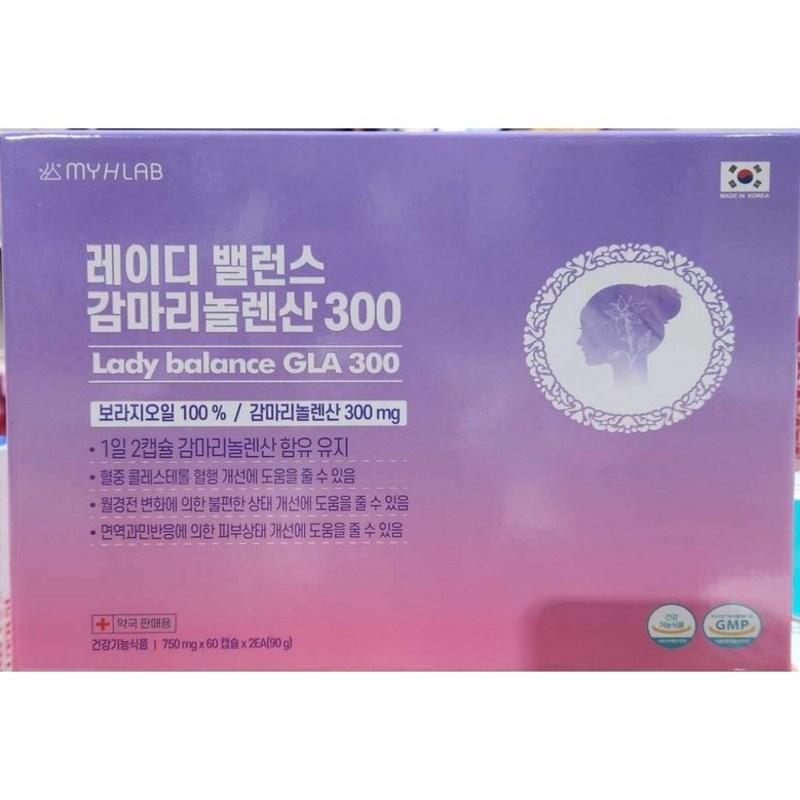 MYHLAB
MADE IN KOREA
레이디 밸런스
감마리놀렌산 300
Lady balance GLA 300
보라지오일 100 % / 감마리놀렌산 300 mg
• 1일 2캡슐 감마리놀렌산 함유 유지
• 혈중 콜레스테롤 혈행 개선에 도움을 줄 수 있음
• 월경전 변화에 의한 불편한 상태 개선에 도움을 줄 수 있음
• 면역과민반응에 의한 피부상태 개선에 도움을 줄 수 있음
약국 판매용
건강기능식품 | 750 mg x 60 캡슐 x 2EA(90 g)
건강
기능식품
GMP